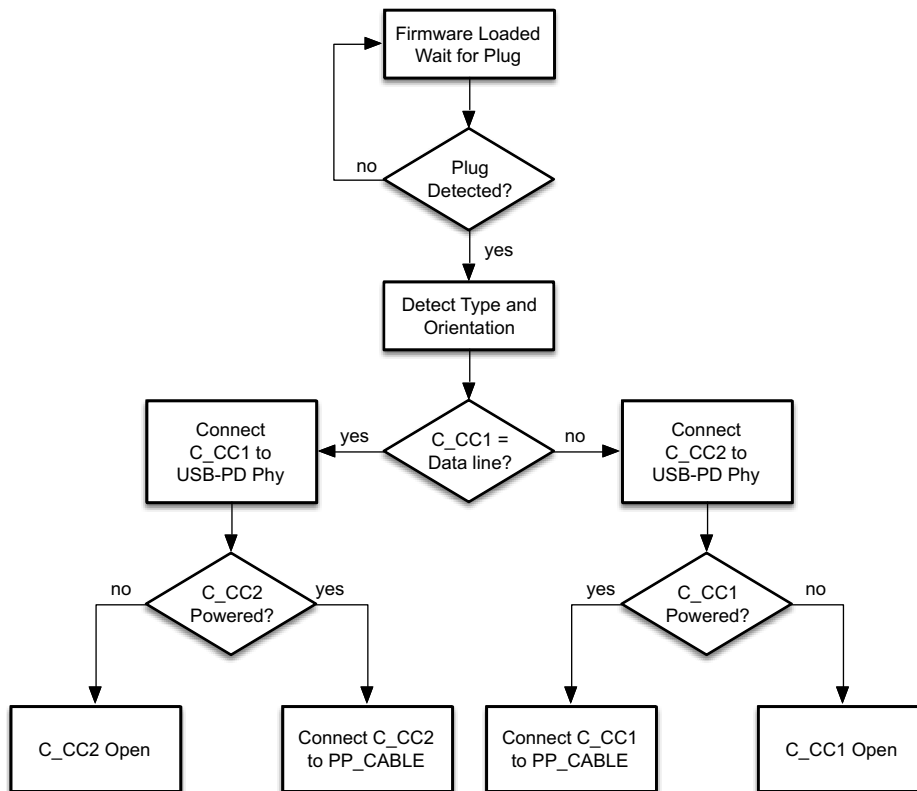 Firmware Loaded
Wait for Plug
no
Plug
Detected?
yes
Detect Type and
Orientation
Connect
C_CC1 to
USB-PD Phy
yes
C_CC1 =
Data line?
no
Connect
C_CC2 to
USB-PD Phy
no
C_CC2
Powered?
yes
yes
C_CC1
Powered?
no
C_CC2 Open
Connect C_CC2
to PP_CABLE
Connect C_CC1
to PP_CABLE
C_CC1 Open